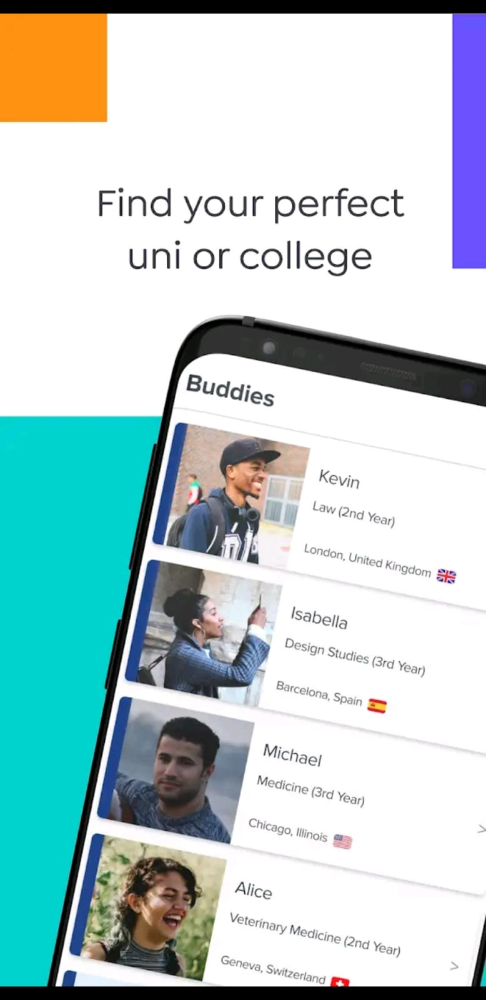 Find your perfect
uni or college
Buddies
Kevin
Law (2nd Year)
London, United Kingdom
Isabella
Design Studies (3rd Year)
Barcelona, Spain
Michael
Medicine (3rd Year)
Chicago, Illinois
>
Alice
Veterinary Medicine (2nd Year)
>
Geneva, Switzerland